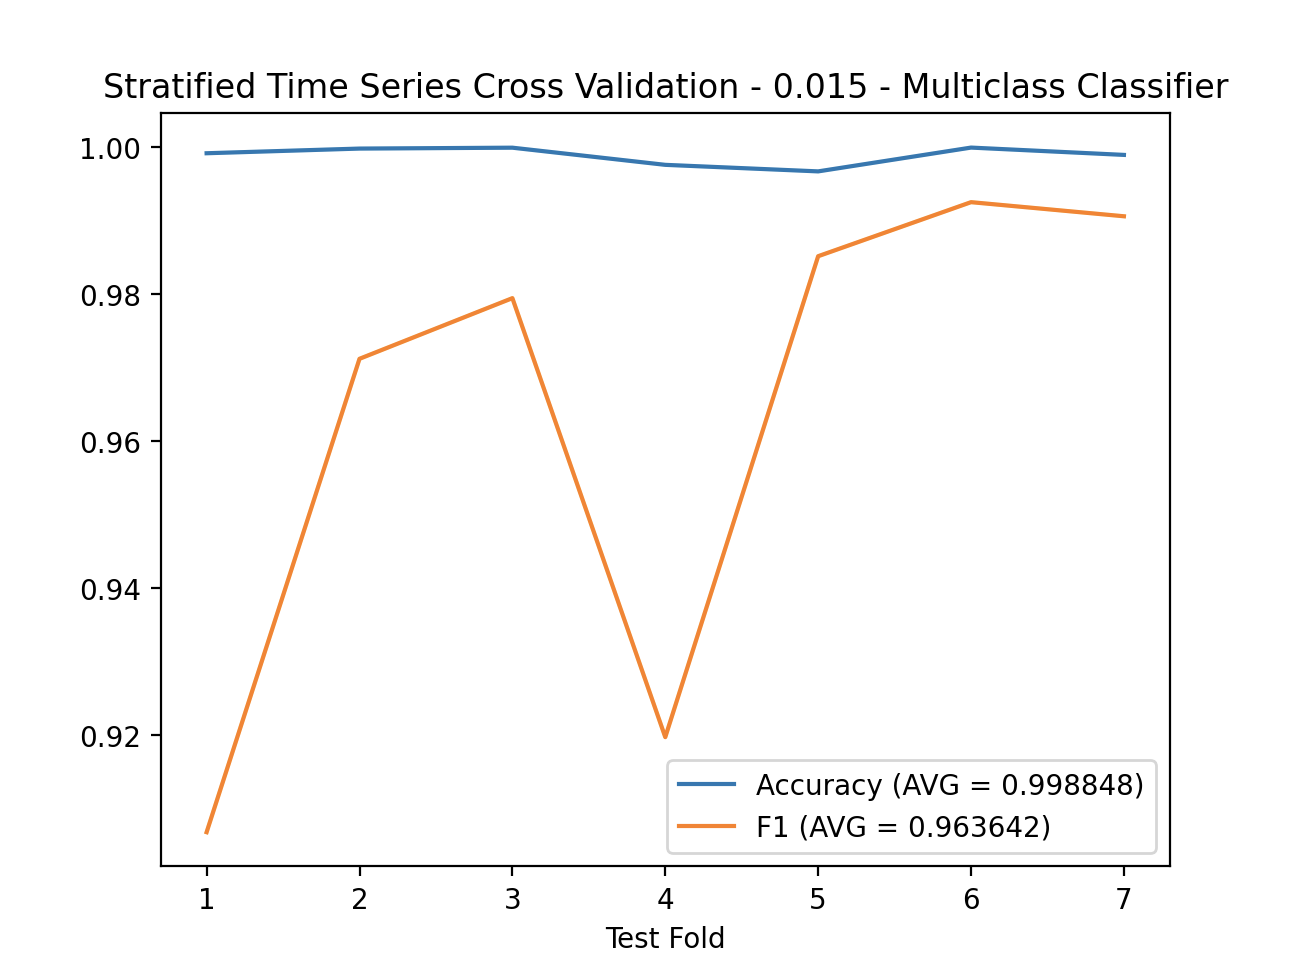 Stratified Time Series Cross Validation - 0.015 - Multiclass Classifier
1.00
0.98
0.96
0.94
0.92
Accuracy (AVG = 0.998848)
F1 (AVG = 0.963642)
1 2 3 4 5 6 7
Test Fold